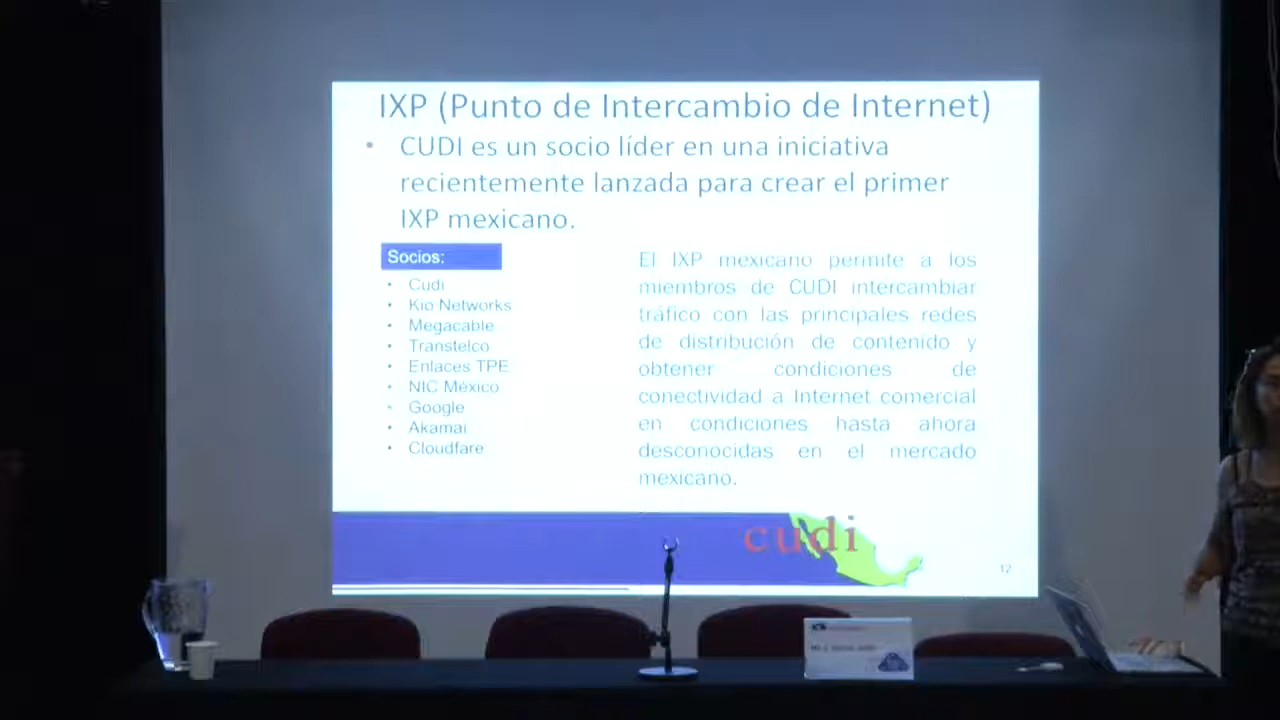 IXP (Punto de Intercambio de Internet)
• CUDI es un socio líder en una iniciativa
recientemente lanzada para crear el primer
IXP mexicano.
Socios:
• Cudi
• Kio Networks
• Megacable
• Transtelco
• Enlaces TPE
• NIC México
• Google
• Akamai
• Cloudfare
El IXP mexicano permite a los
miembros de CUDI intercambiar
tráfico con las principales redes
de distribución de contenido y
obtener condiciones de
conectividad a Internet comercial
en condiciones hasta ahora
desconocidas en el mercado
mexicano.
cudi
12